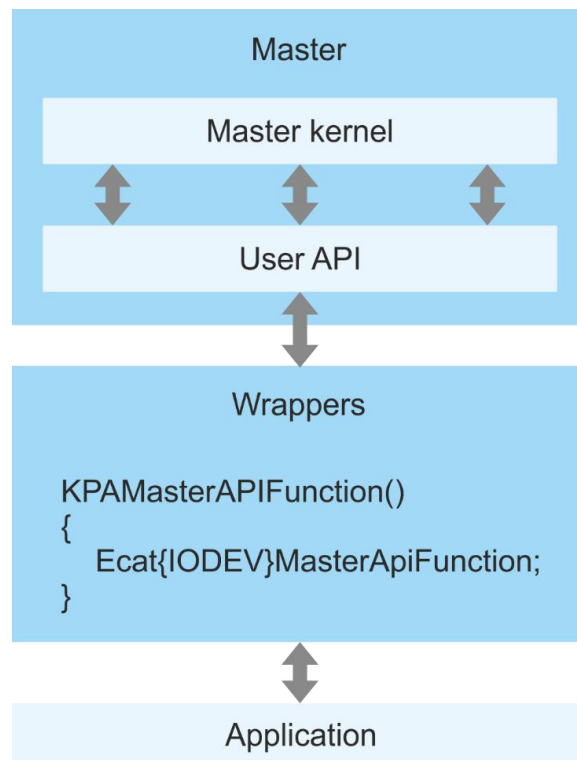 Master
Master kernel
User API
Wrappers
KPAMasterAPIFunction()
{
Ecat{IODEV}MasterApiFunction;
}
Application